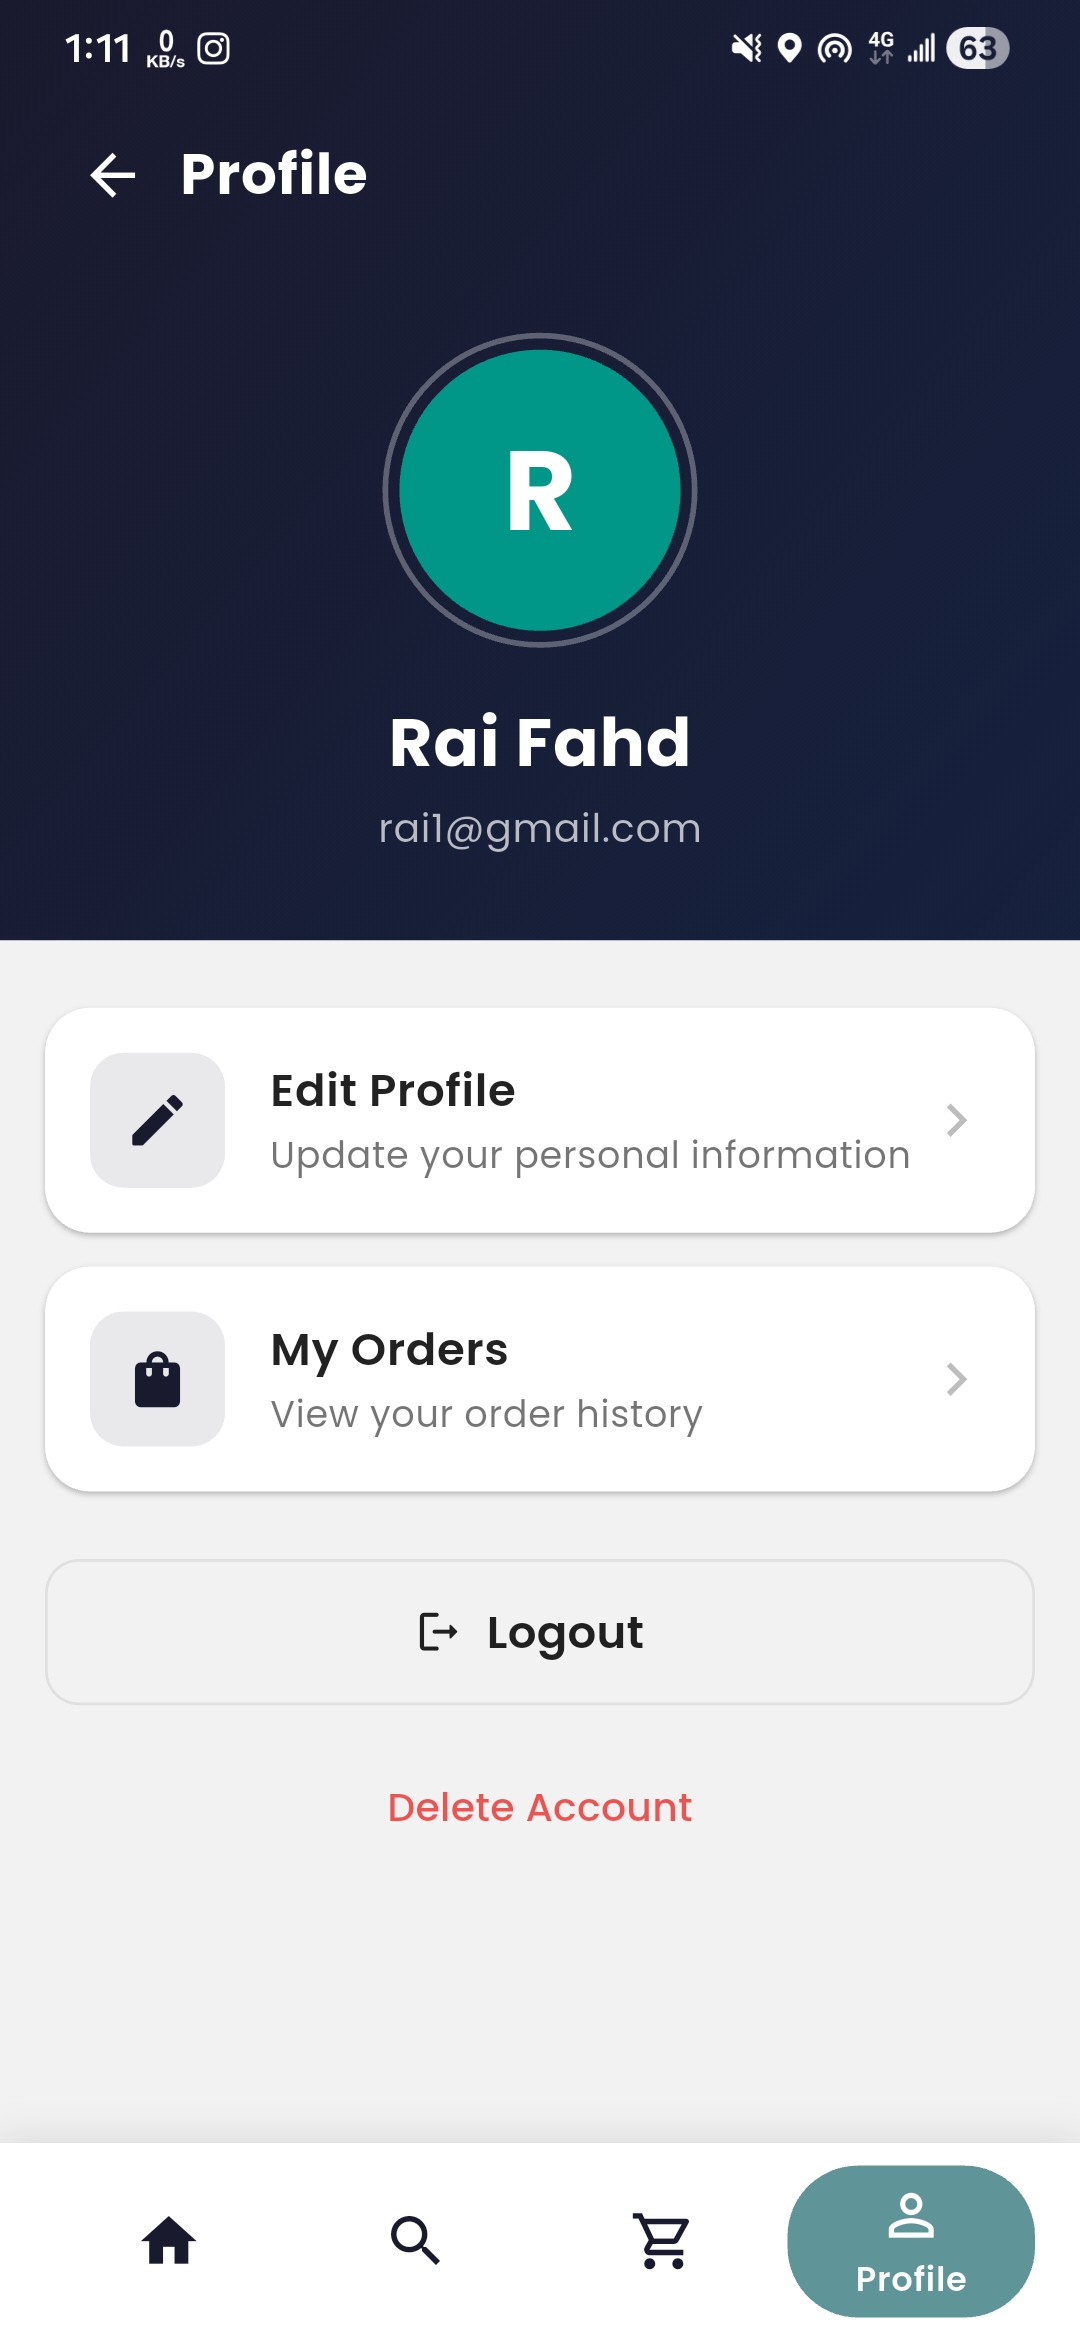 1:11 0 KB/s 4G 63
Profile
R
Rai Fahd
rai1@gmail.com
Edit Profile
Update your personal information
My Orders
View your order history
Logout
Delete Account
Profile